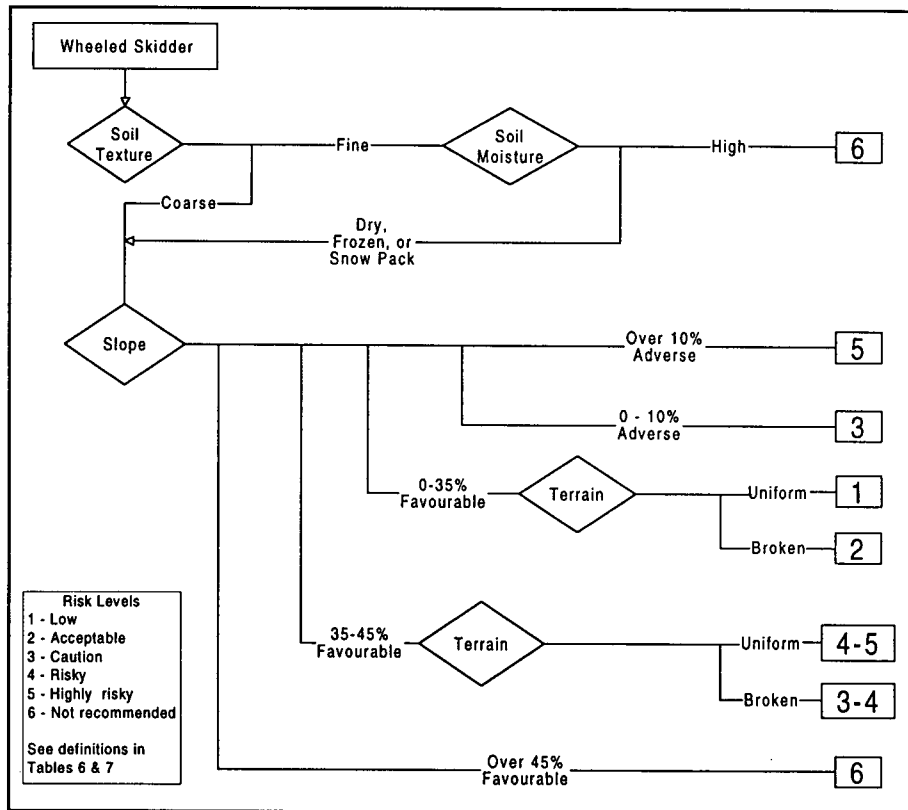 Wheeled Skidder
Soil
Texture
Fine
Soil
Moisture
High
6
Coarse
Dry,
Frozen, or
Snow Pack
Slope
Over 10%
Adverse
5
0 - 10%
Adverse
3
0-35%
Favourable
Terrain
Uniform
1
Broken
2
35-45%
Favourable
Terrain
Uniform
4-5
Broken
3-4
Over 45%
Favourable
6
Risk Levels
1 - Low
2 - Acceptable
3 - Caution
4 - Risky
5 - Highly risky
6 - Not recommended
See definitions in
Tables 6 & 7